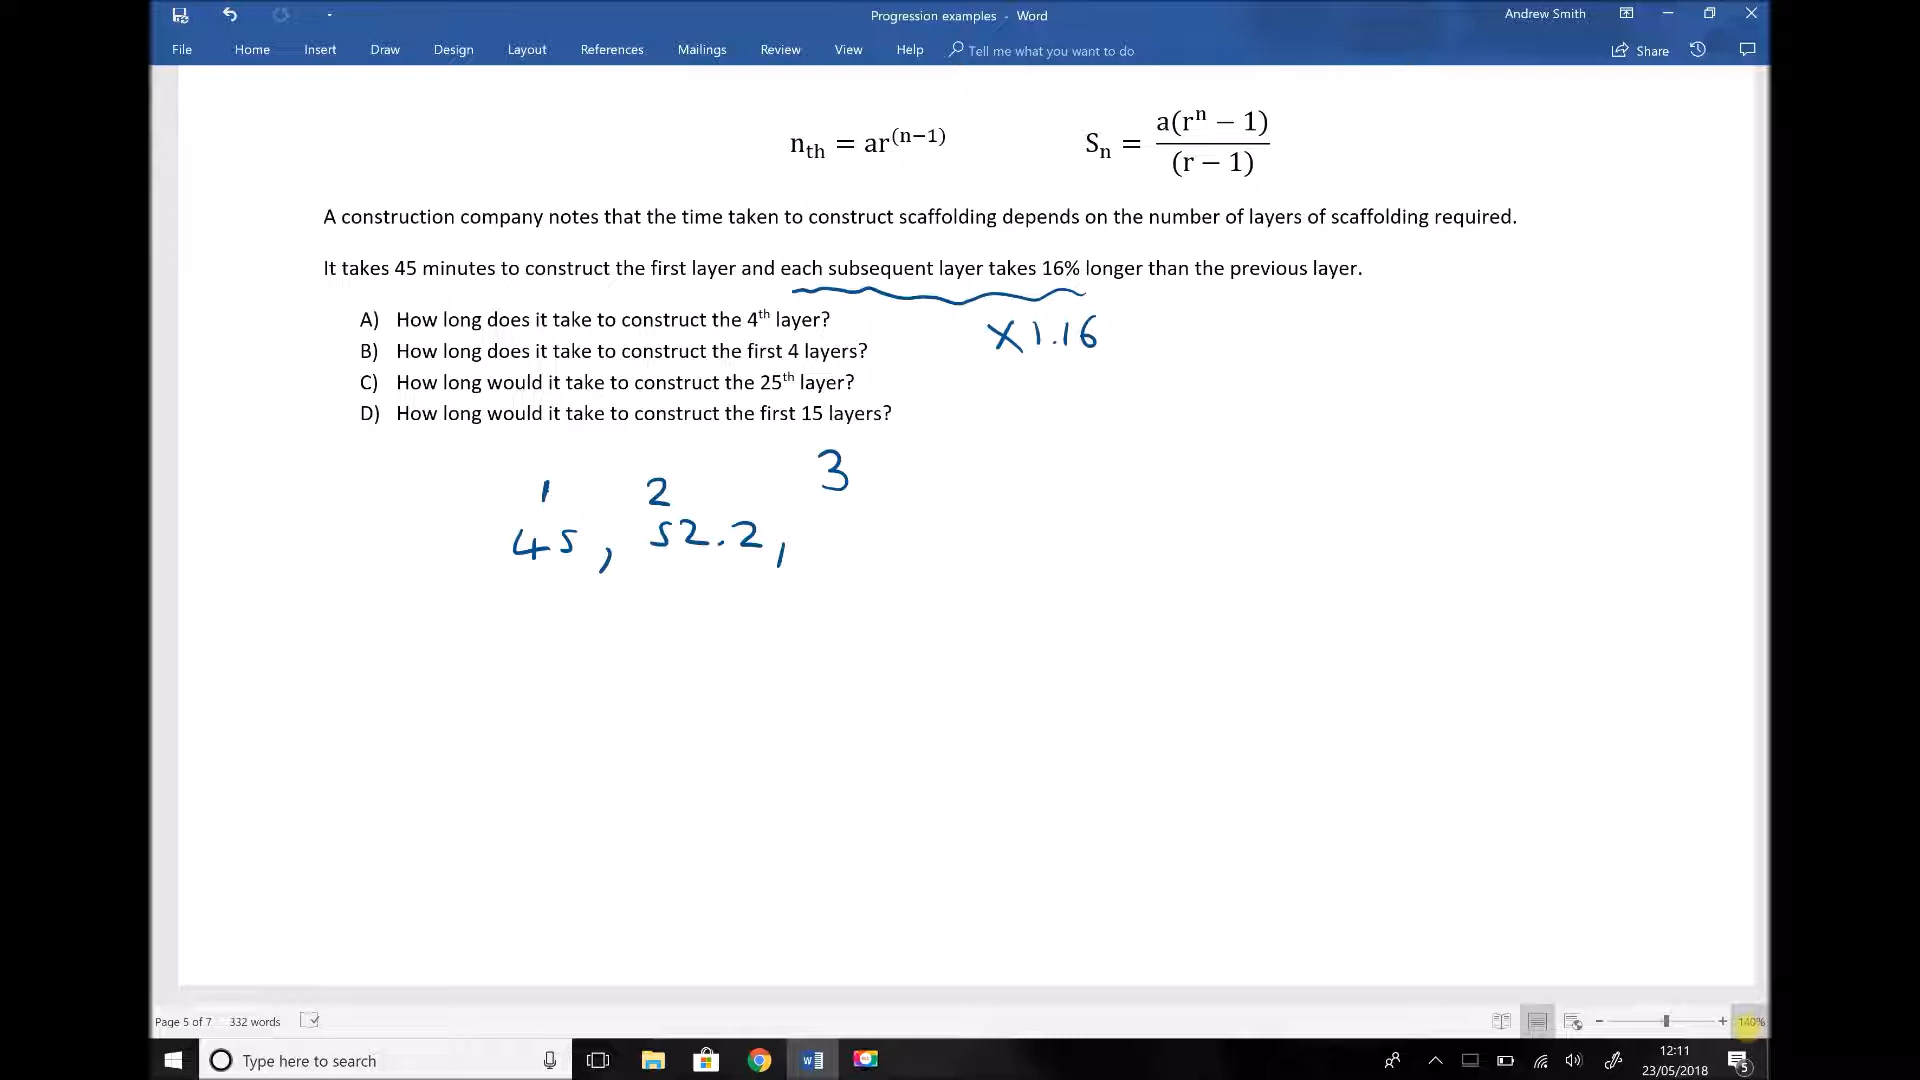 Progression examples - Word
Andrew Smith
File Home Insert Draw Design Layout References Mailings Review View Help Tell me what you want to do Share
nth = ar(n−1)
Sn = a(rⁿ − 1)
(r − 1)
A construction company notes that the time taken to construct scaffolding depends on the number of layers of scaffolding required.
It takes 45 minutes to construct the first layer and each subsequent layer takes 16% longer than the previous layer.
A) How long does it take to construct the 4th layer?
×1.16
B) How long does it take to construct the first 4 layers?
C) How long would it take to construct the 25th layer?
D) How long would it take to construct the first 15 layers?
1 2 3
45, 52.2,
Page 5 of 7 332 words
140%
Type here to search
12:11
23/05/2018
5